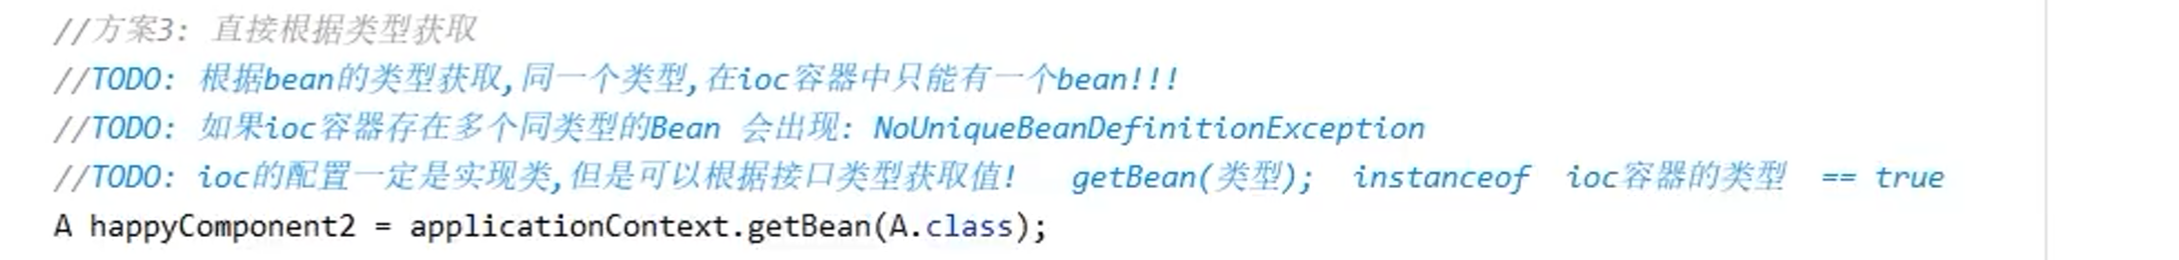 //方案3: 直接根据类型获取
//TODO: 根据bean的类型获取,同一个类型,在ioc容器中只能有一个bean!!!
//TODO: 如果ioc容器存在多个同类型的Bean 会出现: NoUniqueBeanDefinitionException
//TODO: ioc的配置一定是实现类,但是可以根据接口类型获取值! getBean(类型); instanceof ioc容器的类型 == true
A happyComponent2 = applicationContext.getBean(A.class);